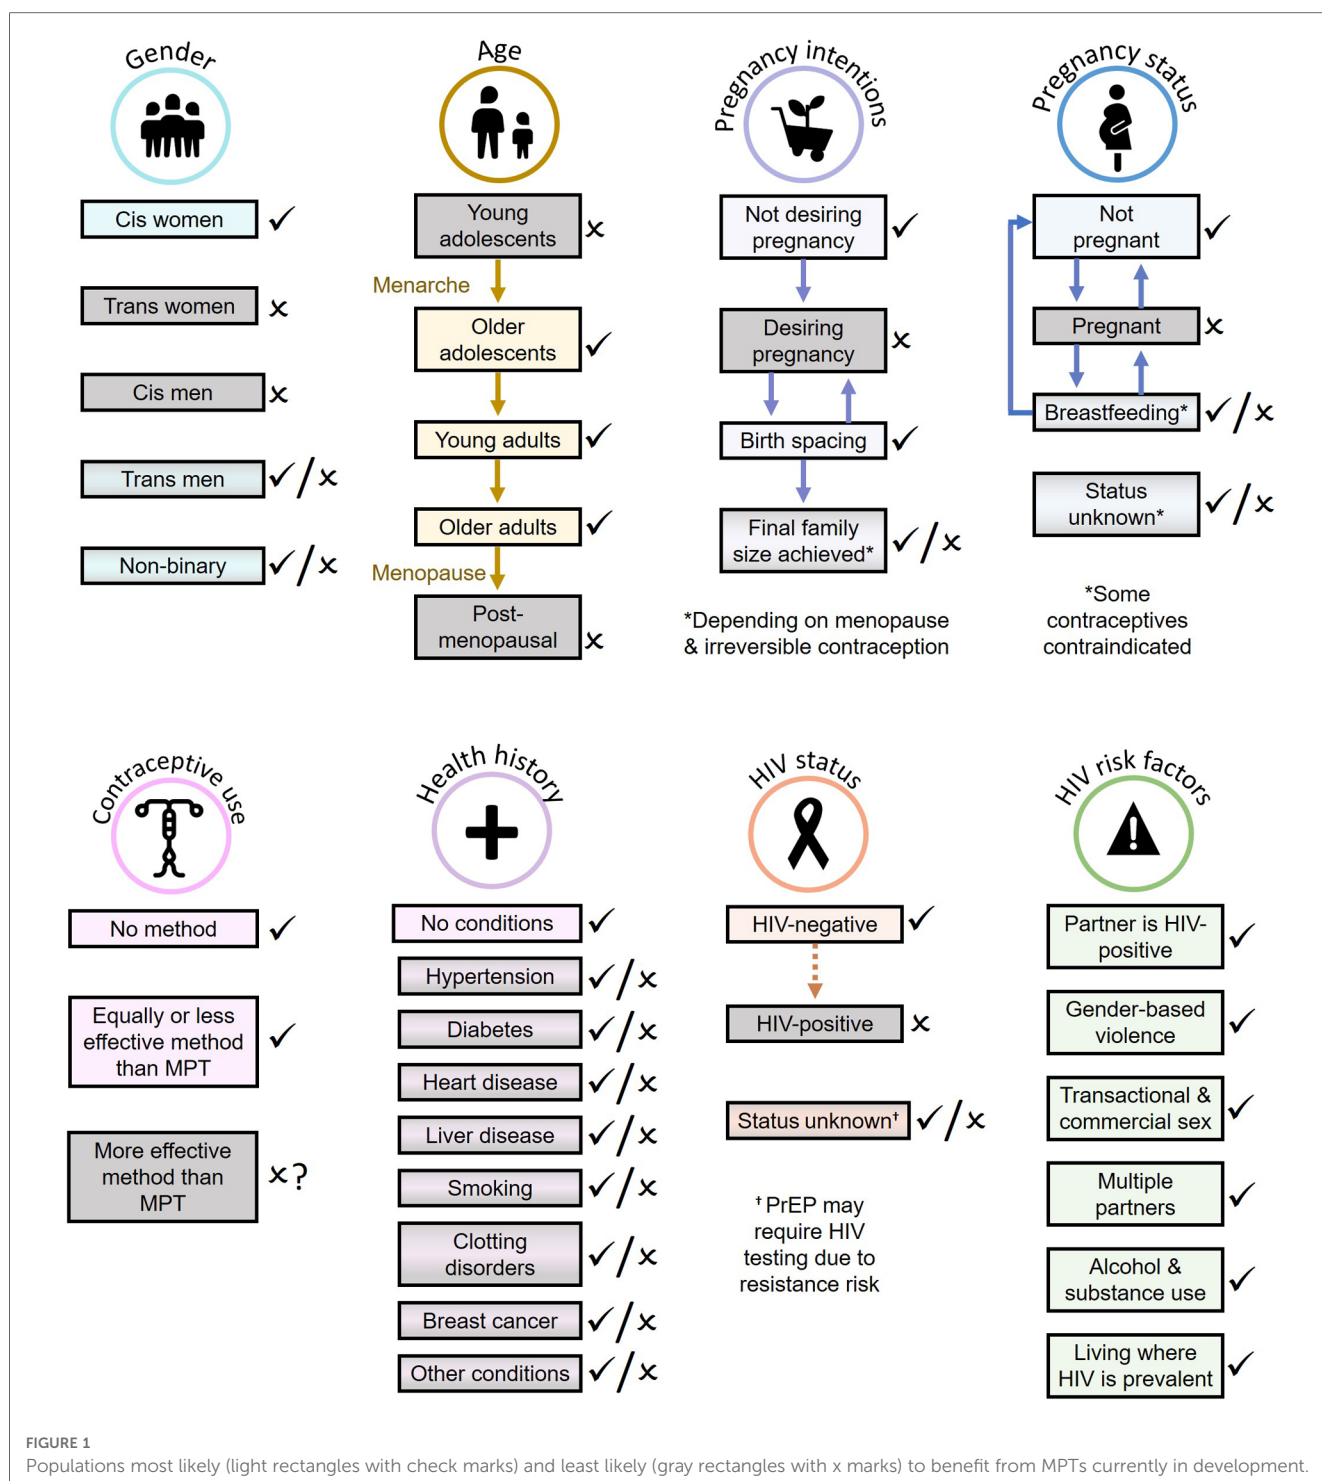 Gender
Cis women
Trans women
Cis men
Trans men
Non-binary
Age
Young
adolescents
Menarche
Older
adolescents
Young adults
Older adults
Menopause
Post-
menopausal
Pregnancy intentions
Not desiring
pregnancy
Desiring
pregnancy
Birth spacing
Final family
size achieved*
*Depending on menopause
& irreversible contraception
Pregnancy status
Not
pregnant
Pregnant
Breastfeeding*
Status
unknown*
*Some
contraceptives
contraindicated
Contraceptive use
No method
Equally or less
effective method
than MPT
More effective
method than
MPT
?
Health history
No conditions
Hypertension
Diabetes
Heart disease
Liver disease
Smoking
Clotting
disorders
Breast cancer
Other conditions
HIV status
HIV-negative
HIV-positive
Status unknown†
† PrEP may
require HIV
testing due to
resistance risk
HIV risk factors
Partner is HIV-
positive
Gender-based
violence
Transactional &
commercial sex
Multiple
partners
Alcohol &
substance use
Living where
HIV is prevalent
FIGURE 1
Populations most likely (light rectangles with check marks) and least likely (gray rectangles with x marks) to benefit from MPTs currently in development.